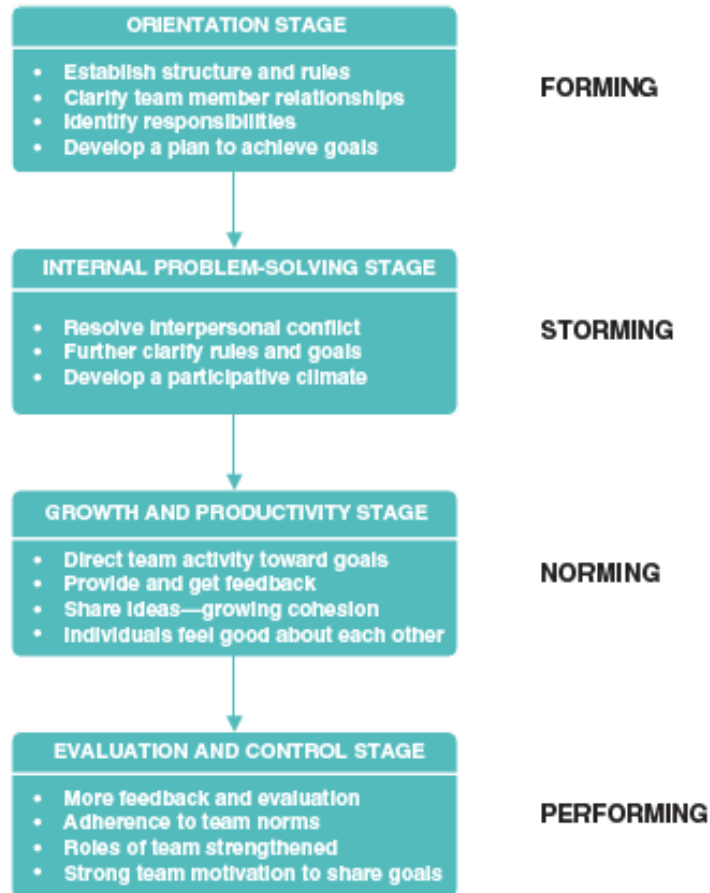 ORIENTATION STAGE
• Establish structure and rules
• Clarify team member relationships
• Identify responsibilities
• Develop a plan to achieve goals
FORMING
INTERNAL PROBLEM-SOLVING STAGE
• Resolve interpersonal conflict
• Further clarify rules and goals
• Develop a participative climate
STORMING
GROWTH AND PRODUCTIVITY STAGE
• Direct team activity toward goals
• Provide and get feedback
• Share ideas—growing cohesion
• Individuals feel good about each other
NORMING
EVALUATION AND CONTROL STAGE
• More feedback and evaluation
• Adherence to team norms
• Roles of team strengthened
• Strong team motivation to share goals
PERFORMING